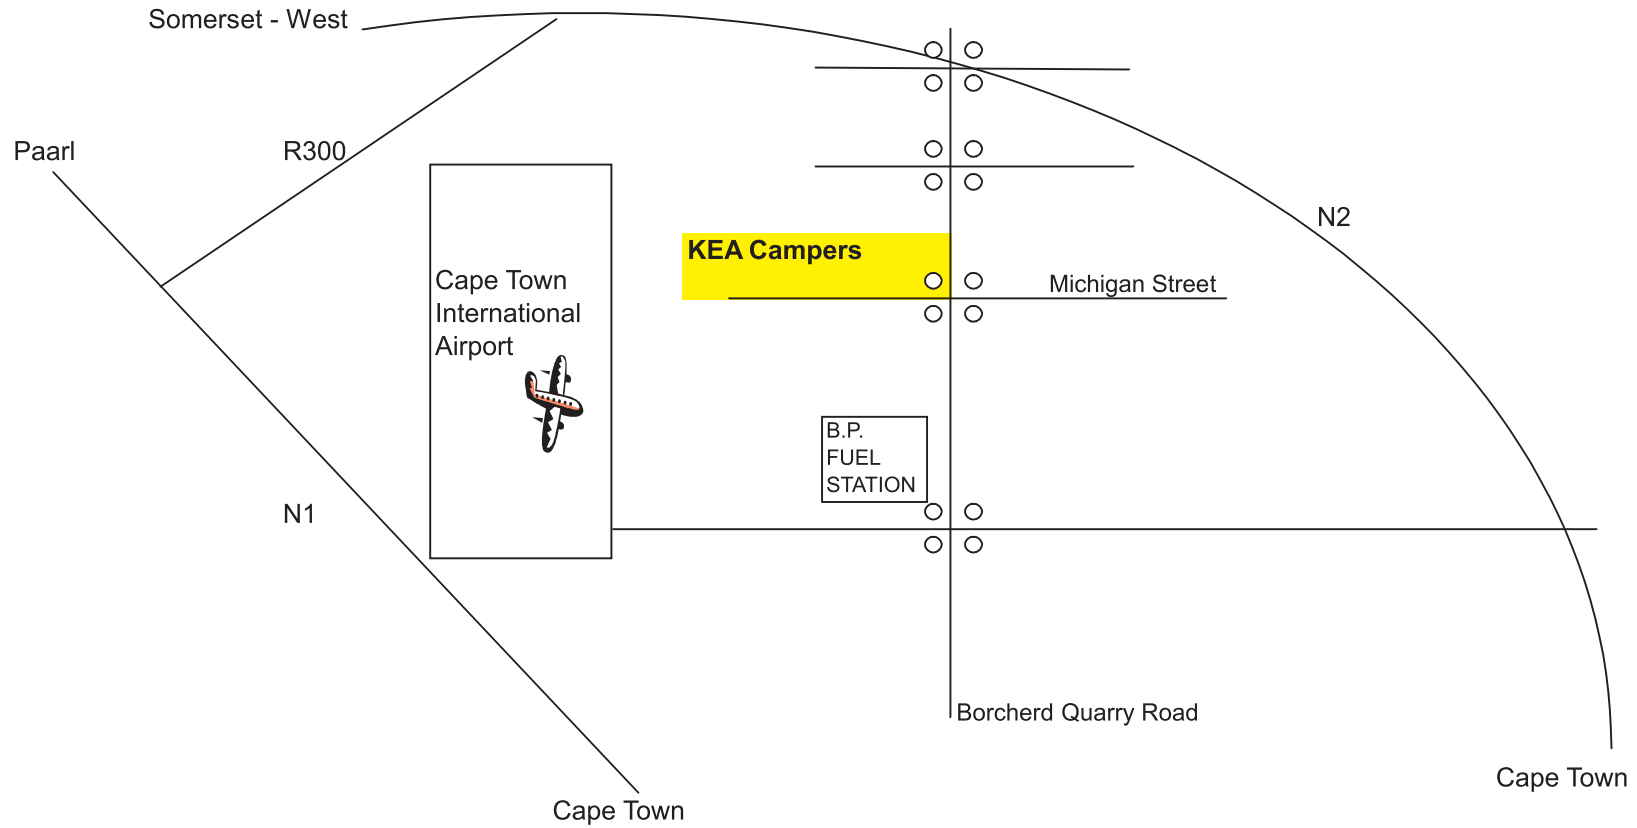 Somerset - West
Paarl
R300
N2
KEA Campers
Cape Town
International
Airport
Michigan Street
B.P.
FUEL
STATION
N1
Borcherd Quarry Road
Cape Town
Cape Town